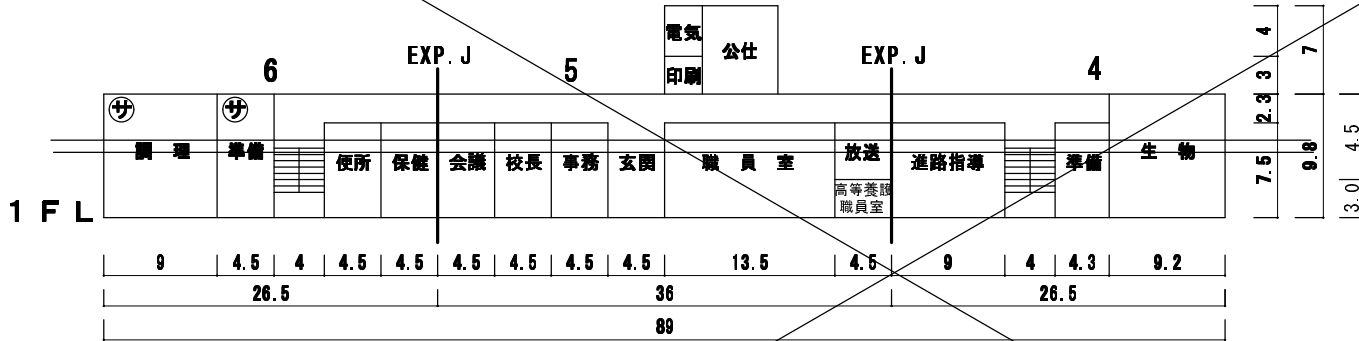 電気
公仕
4
7
EXP. J
EXP. J
6
5
4
印刷
3
サ
サ
2.3
調 理
準備
便所
保健
会議
校長
事務
玄関
職 員 室
放送
進路指導
準備
生 物
7.5
9.8
4.5
3.0
高等養護
職員室
1 F L
9
4.5
4
4.5
4.5
4.5
4.5
4.5
4.5
13.5
4.5
9
4
4.3
9.2
26.5
36
26.5
89